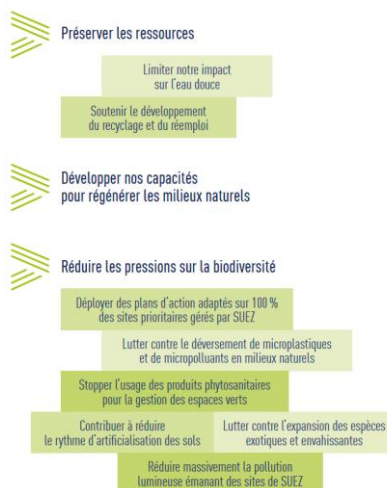 Préserver les ressources
Limiter notre impact
sur l'eau douce
Soutenir le développement
du recyclage et du réemploi
Développer nos capacités
pour régénérer les milieux naturels
Réduire les pressions sur la biodiversité
Déployer des plans d'action adaptés sur 100 %
des sites prioritaires gérés par SUEZ
Lutter contre le déversement de microplastiques
et de micropolluants en milieux naturels
Stopper l'usage des produits phytosanitaires
pour la gestion des espaces verts
Contribuer à réduire
le rythme d'artificialisation des sols
Lutter contre l'expansion des espèces
exotiques et envahissantes
Réduire massivement la pollution
lumineuse émanant des sites de SUEZ